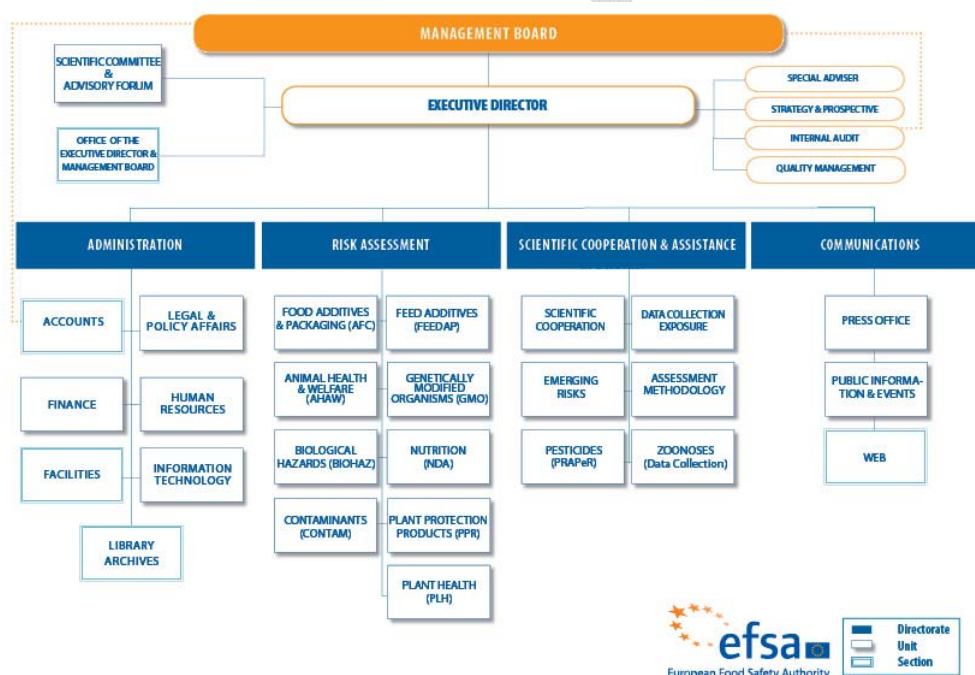 MANAGEMENT BOARD
SCIENTIFIC COMMITTEE
&
ADVISORY FORUM
EXECUTIVE DIRECTOR
SPECIAL ADVISER
STRATEGY & PROSPECTIVE
INTERNAL AUDIT
QUALITY MANAGEMENT
OFFICE OF THE
EXECUTIVE DIRECTOR &
MANAGEMENT BOARD
ADMINISTRATION
RISK ASSESSMENT
SCIENTIFIC COOPERATION & ASSISTANCE
COMMUNICATIONS
ACCOUNTS
LEGAL &
POLICY AFFAIRS
FINANCE
HUMAN
RESOURCES
FACILITIES
INFORMATION
TECHNOLOGY
LIBRARY
ARCHIVES
FOOD ADDITIVES
& PACKAGING (AFC)
FEED ADDITIVES
(FEEDAP)
ANIMAL HEALTH
& WELFARE (AHAW)
GENETICALLY
MODIFIED
ORGANISMS (GMO)
BIOLOGICAL
HAZARDS (BIOHAZ)
NUTRITION
(NDA)
CONTAMINANTS
(CONTAM)
PLANT PROTECTION
PRODUCTS (PPR)
PLANT HEALTH
(PLH)
SCIENTIFIC
COOPERATION
DATA COLLECTION
EXPOSURE
EMERGING
RISKS
ASSESSMENT
METHODOLOGY
PESTICIDES
(PRAPeR)
ZOONOSES
(Data Collection)
PRESS OFFICE
PUBLIC INFORMA-
TION & EVENTS
WEB
efsa
European Food Safety Authority
Directorate
Unit
Section